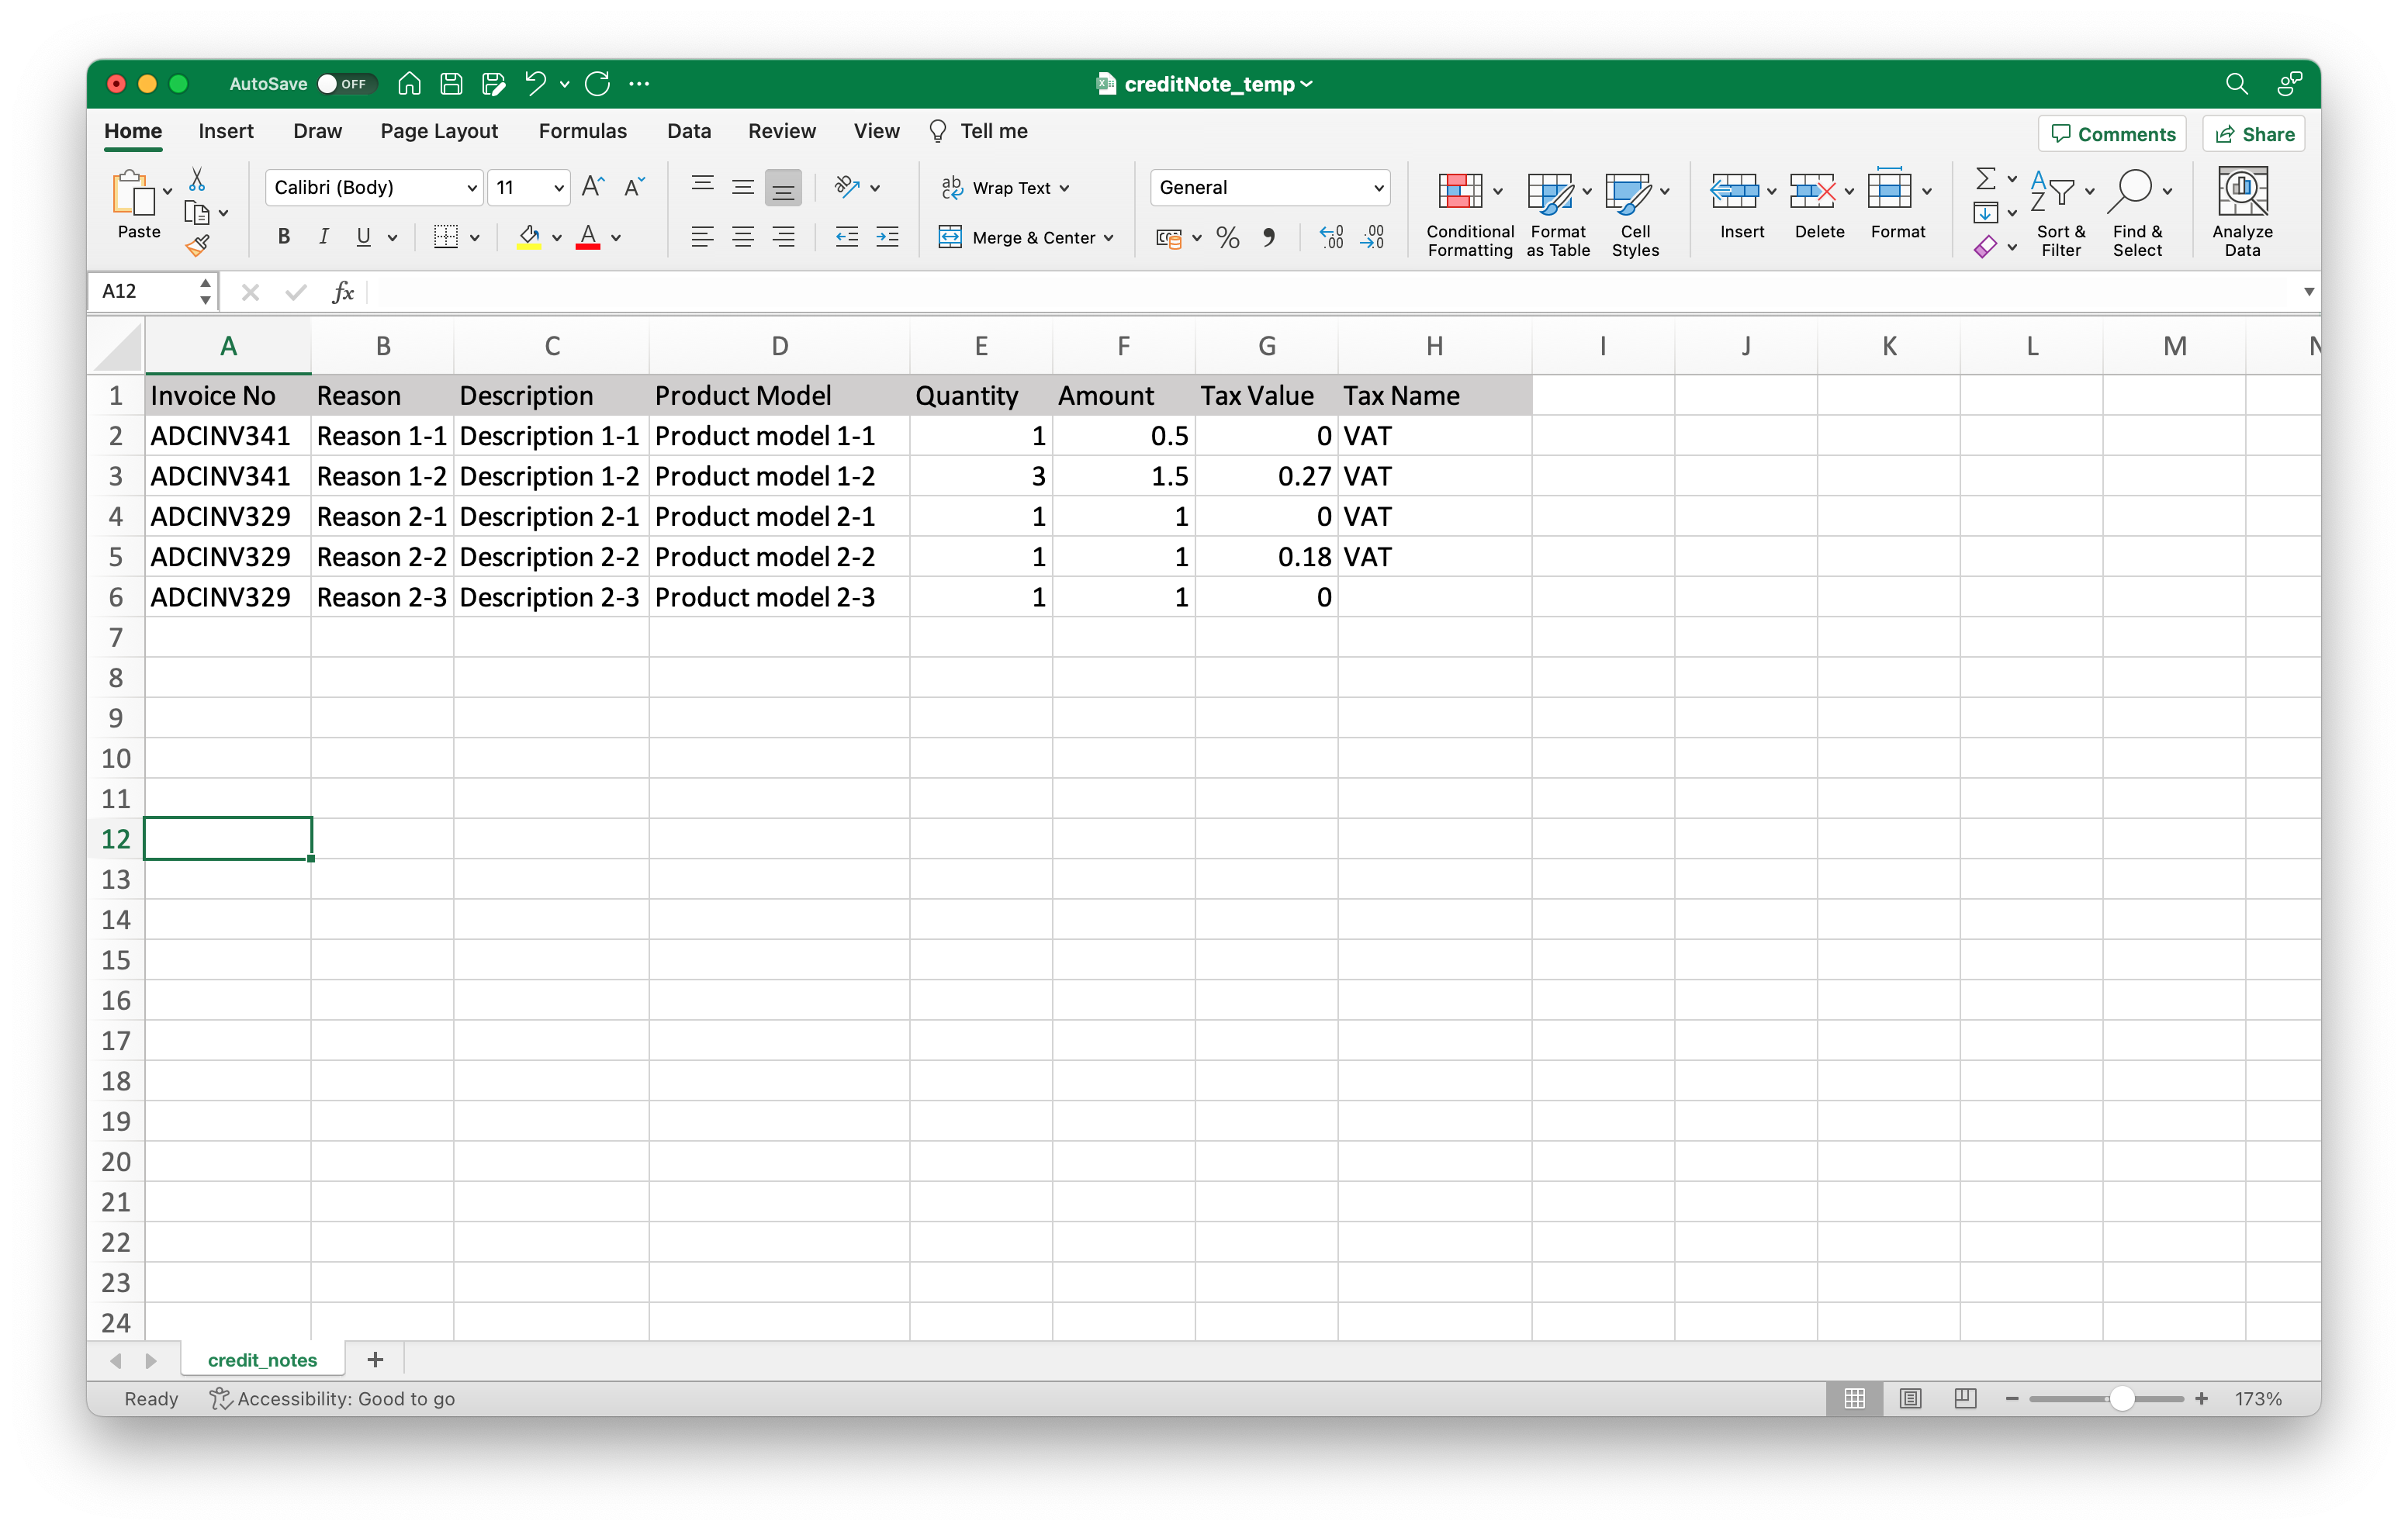 AutoSave OFF creditNote_temp
Home Insert Draw Page Layout Formulas Data Review View Tell me Comments Share
Calibri (Body) 11 Wrap Text General
Paste B I U A Merge & Center % Conditional Formatting Format as Table Cell Styles Insert Delete Format Sort & Filter Find & Select Analyze Data
A12 fx
A B C D E F G H I J K L M N
1 Invoice No Reason Description Product Model Quantity Amount Tax Value Tax Name
2 ADCINV341 Reason 1-1 Description 1-1 Product model 1-1 1 0.5 0 VAT
3 ADCINV341 Reason 1-2 Description 1-2 Product model 1-2 3 1.5 0.27 VAT
4 ADCINV329 Reason 2-1 Description 2-1 Product model 2-1 1 1 0 VAT
5 ADCINV329 Reason 2-2 Description 2-2 Product model 2-2 1 1 0.18 VAT
6 ADCINV329 Reason 2-3 Description 2-3 Product model 2-3 1 1 0
7
8
9
10
11
12
13
14
15
16
17
18
19
20
21
22
23
24
credit_notes +
Ready Accessibility: Good to go 173%